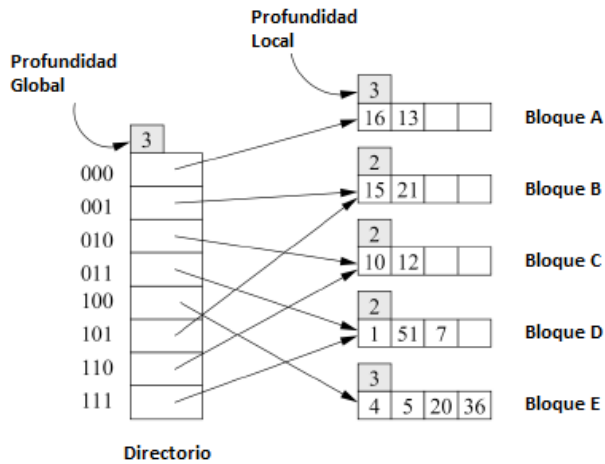 Profundidad
Global
Profundidad
Local
3
000
001
010
011
100
101
110
111
Directorio
3
16 13
Bloque A
2
15 21
Bloque B
2
10 12
Bloque C
2
1 51 7
Bloque D
3
4 5 20 36
Bloque E